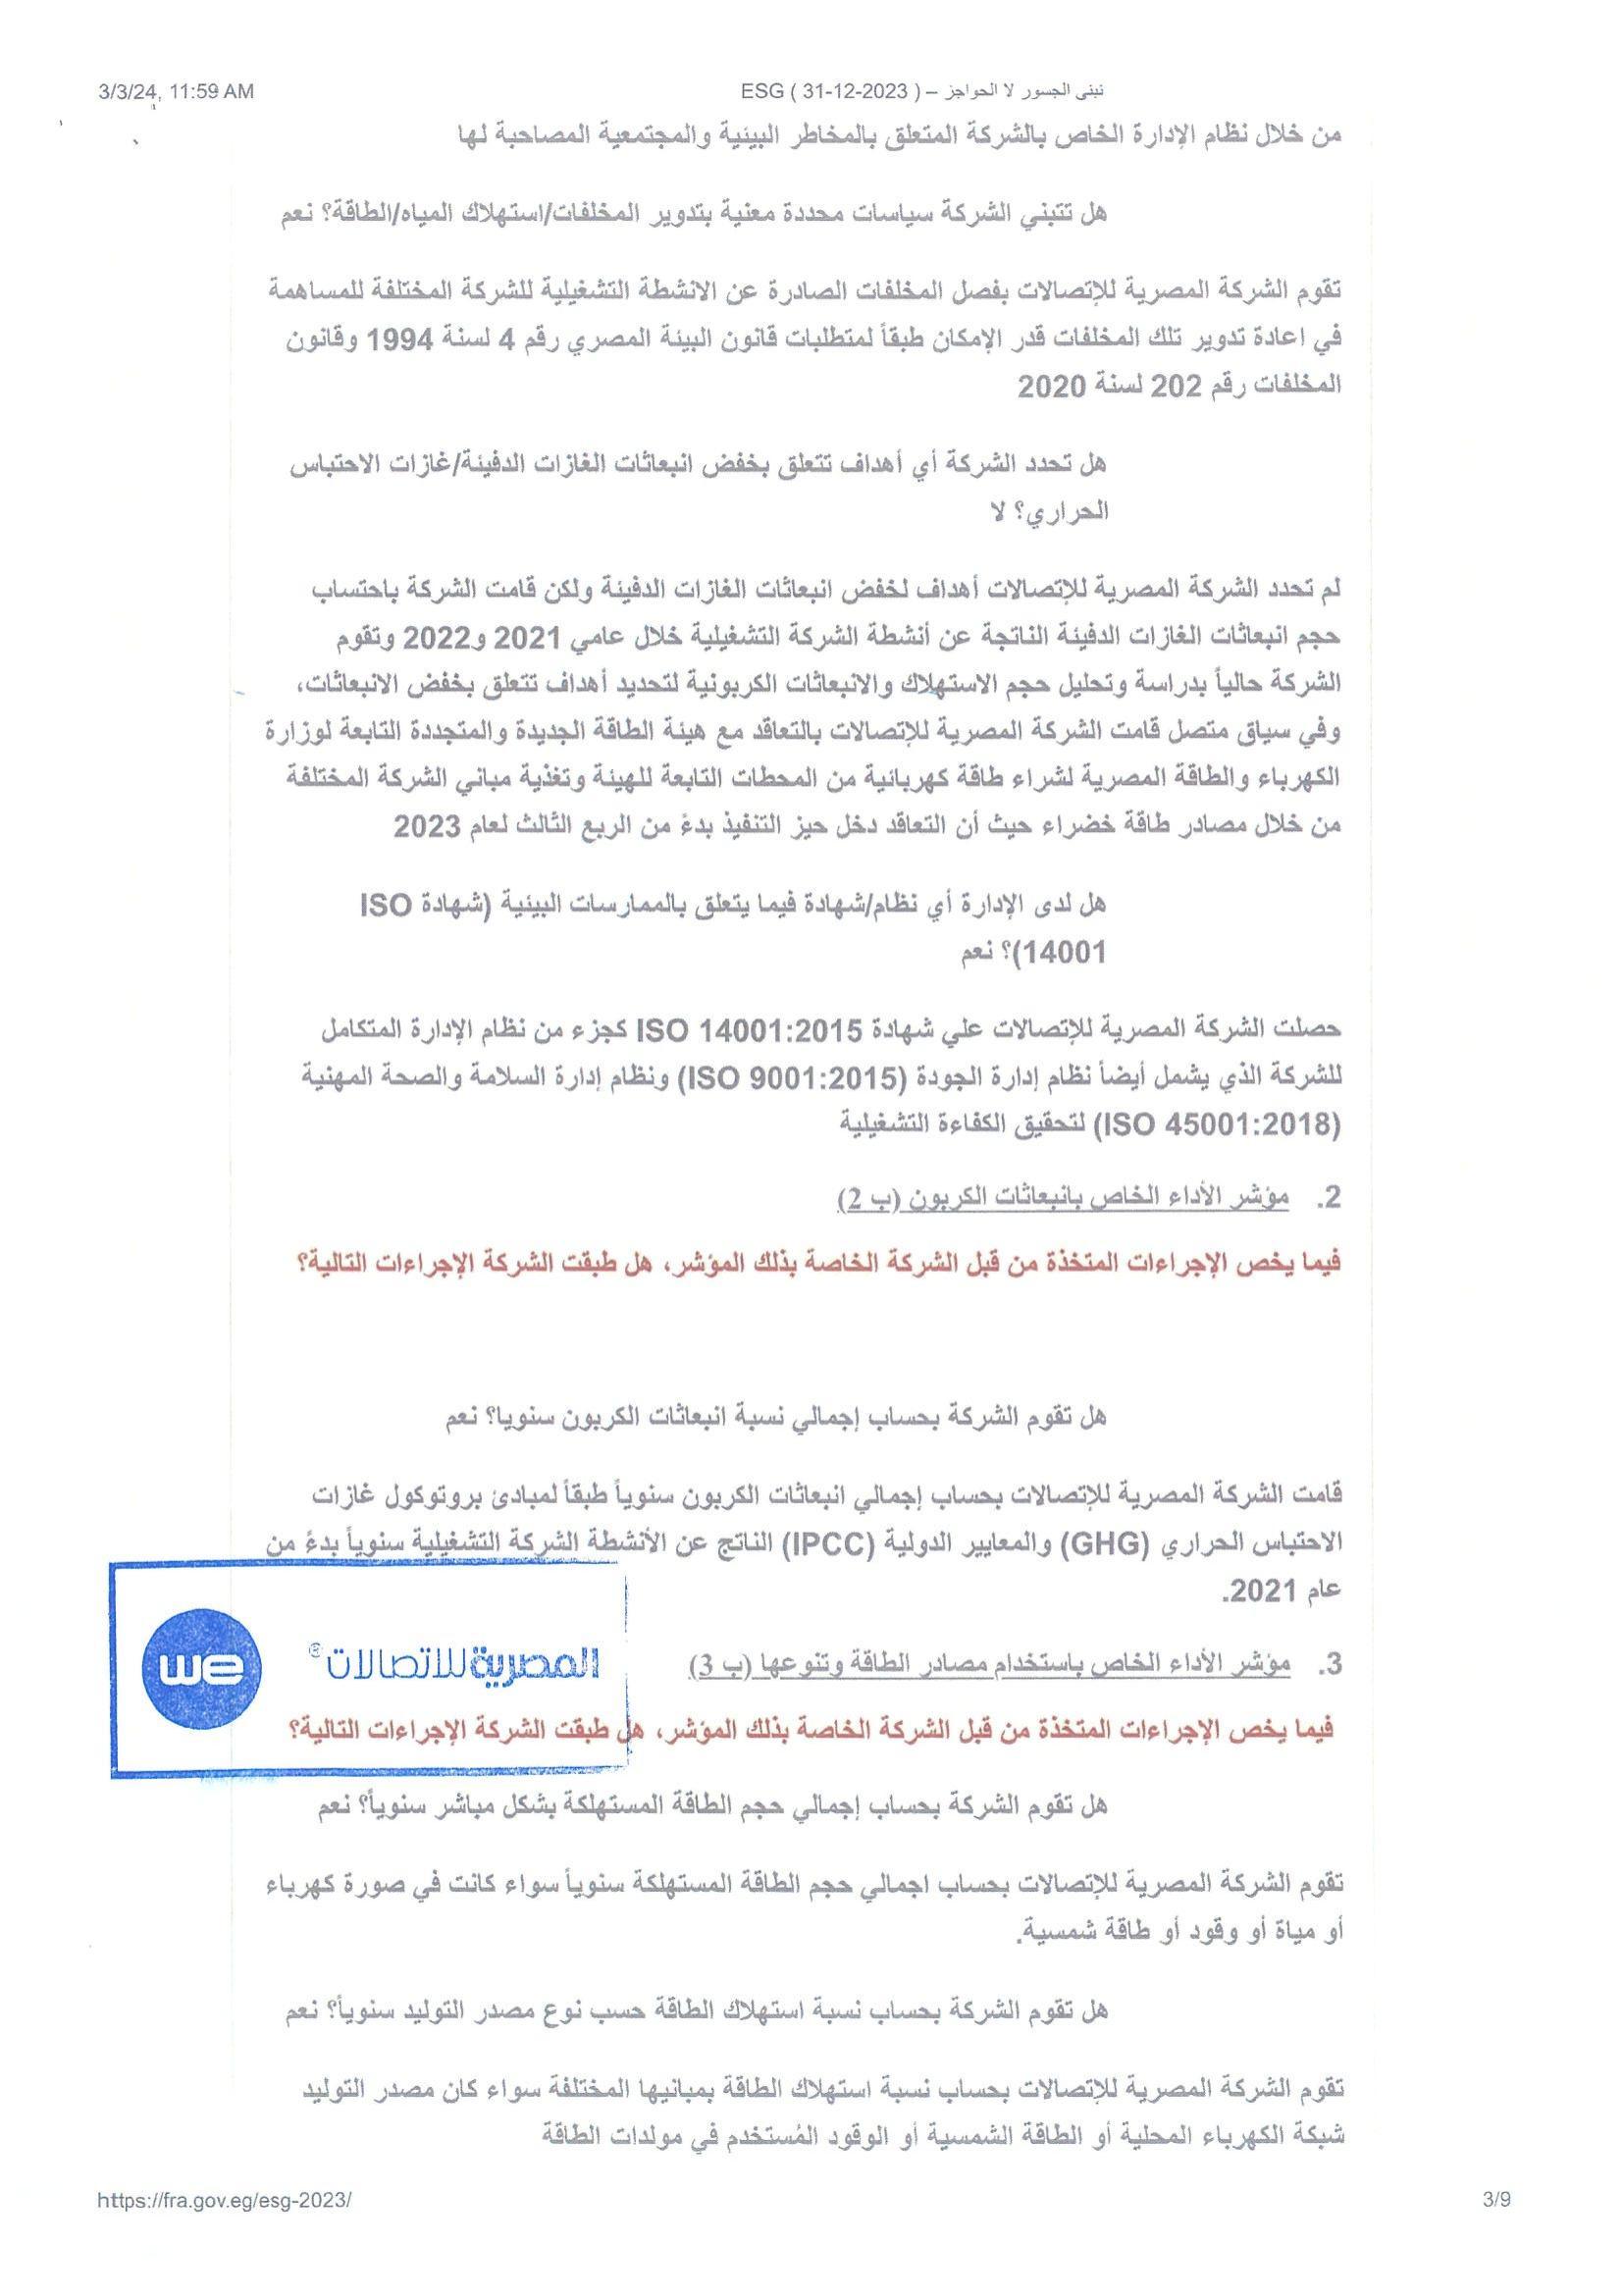 3/3/24, 11:59 AM
ESG ( 31-12-2023 ) – نبنى الجسور لا الحواجز
من خلال نظام الإدارة الخاص بالشركة المتعلق بالمخاطر البيئية والمجتمعية المصاحبة لها
هل تتبني الشركة سياسات محددة معنية بتدوير المخلفات/استهلاك المياه/الطاقة؟ نعم
تقوم الشركة المصرية للإتصالات بفصل المخلفات الصادرة عن الانشطة التشغيلية للشركة المختلفة للمساهمة
في اعادة تدوير تلك المخلفات قدر الإمكان طبقاً لمتطلبات قانون البيئة المصري رقم 4 لسنة 1994 وقانون
المخلفات رقم 202 لسنة 2020
هل تحدد الشركة أي أهداف تتعلق بخفض انبعاثات الغازات الدفيئة/غازات الاحتباس
الحراري؟ لا
لم تحدد الشركة المصرية للإتصالات أهداف لخفض انبعاثات الغازات الدفيئة ولكن قامت الشركة باحتساب
حجم انبعاثات الغازات الدفيئة الناتجة عن أنشطة الشركة التشغيلية خلال عامي 2021 و2022 وتقوم
الشركة حالياً بدراسة وتحليل حجم الاستهلاك والانبعاثات الكربونية لتحديد أهداف تتعلق بخفض الانبعاثات،
وفي سياق متصل قامت الشركة المصرية للإتصالات بالتعاقد مع هيئة الطاقة الجديدة والمتجددة التابعة لوزارة
الكهرباء والطاقة المصرية لشراء طاقة كهربائية من المحطات التابعة للهيئة وتغذية مباني الشركة المختلفة
من خلال مصادر طاقة خضراء حيث أن التعاقد دخل حيز التنفيذ بدءً من الربع الثالث لعام 2023
هل لدى الإدارة أي نظام/شهادة فيما يتعلق بالممارسات البيئية (شهادة ISO
14001)؟ نعم
حصلت الشركة المصرية للإتصالات علي شهادة ISO 14001:2015 كجزء من نظام الإدارة المتكامل
للشركة الذي يشمل أيضاً نظام إدارة الجودة (ISO 9001:2015) ونظام إدارة السلامة والصحة المهنية
(ISO 45001:2018) لتحقيق الكفاءة التشغيلية
2. مؤشر الأداء الخاص بانبعاثات الكربون (ب 2)
فيما يخص الإجراءات المتخذة من قبل الشركة الخاصة بذلك المؤشر، هل طبقت الشركة الإجراءات التالية؟
هل تقوم الشركة بحساب إجمالي نسبة انبعاثات الكربون سنويا؟ نعم
قامت الشركة المصرية للإتصالات بحساب إجمالي انبعاثات الكربون سنوياً طبقاً لمبادئ بروتوكول غازات
الاحتباس الحراري (GHG) والمعايير الدولية (IPCC) الناتج عن الأنشطة الشركة التشغيلية سنوياً بدءً من
عام 2021.
we المصرية للاتصالات®
3. مؤشر الأداء الخاص باستخدام مصادر الطاقة وتنوعها (ب 3)
فيما يخص الإجراءات المتخذة من قبل الشركة الخاصة بذلك المؤشر، هل طبقت الشركة الإجراءات التالية؟
هل تقوم الشركة بحساب إجمالي حجم الطاقة المستهلكة بشكل مباشر سنوياً؟ نعم
تقوم الشركة المصرية للإتصالات بحساب اجمالي حجم الطاقة المستهلكة سنوياً سواء كانت في صورة كهرباء
أو مياة أو وقود أو طاقة شمسية.
هل تقوم الشركة بحساب نسبة استهلاك الطاقة حسب نوع مصدر التوليد سنوياً؟ نعم
تقوم الشركة المصرية للإتصالات بحساب نسبة استهلاك الطاقة بمبانيها المختلفة سواء كان مصدر التوليد
شبكة الكهرباء المحلية أو الطاقة الشمسية أو الوقود المُستخدم في مولدات الطاقة
https://fra.gov.eg/esg-2023/
3/9